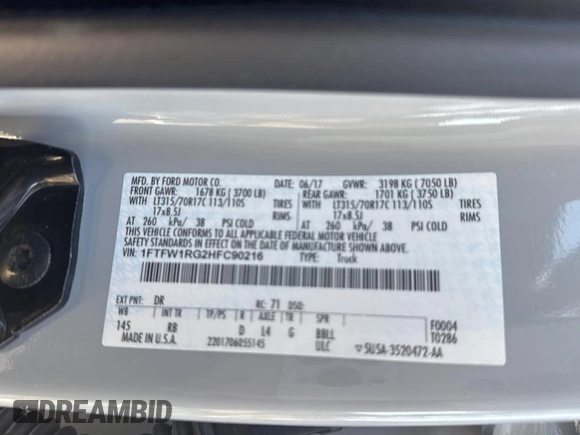 MFD. BY FORD MOTOR CO. DATE: 06/17 GVWR: 3198 KG (7050 LB)
FRONT GAWR: 1678 KG (3700 LB) REAR GAWR: 1701 KG (3750 LB)
WITH LT315/70R17C 113/110S TIRES WITH LT315/70R17C 113/110S TIRES
17x8.5J RIMS 17x8.5J RIMS
AT 260 kPa/ 38 PSI COLD AT 260 kPa/ 38 PSI COLD
THIS VEHICLE CONFORMS TO ALL APPLICABLE FEDERAL MOTOR VEHICLE
SAFETY STANDARDS IN EFFECT ON THE DATE OF MANUFACTURE SHOWN ABOVE.
VIN: 1FTFW1RG2HFC90216 TYPE: Truck
EXT PNT: DR RC: 71 DSO:
WB INT TR TP/PS R AXLE TR SPR
145 RB D L4 G BBLL F0004
ULC T0286
MADE IN U.S.A. 2201706055145 5U5A-3520472-AA
DREAMBID